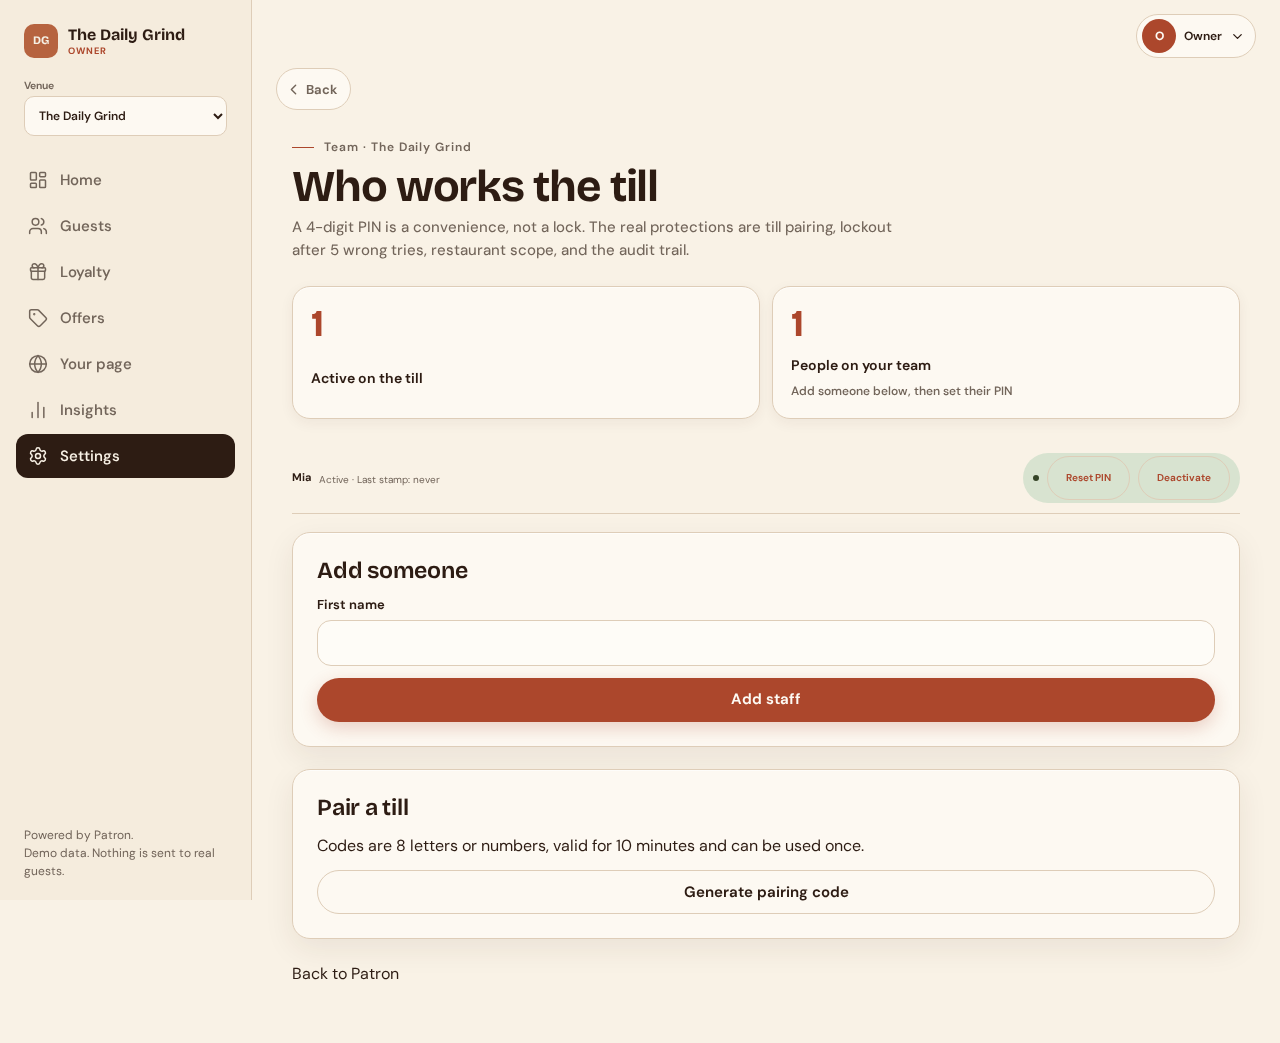 DG
The Daily Grind
OWNER
Venue
The Daily Grind
Home
Guests
Loyalty
Offers
Your page
Insights
Settings
Powered by Patron.
Demo data. Nothing is sent to real
guests.
O
Owner
Back
Team · The Daily Grind
Who works the till
A 4-digit PIN is a convenience, not a lock. The real protections are till pairing, lockout
after 5 wrong tries, restaurant scope, and the audit trail.
1
Active on the till
1
People on your team
Add someone below, then set their PIN
Mia Active · Last stamp: never
Reset PIN
Deactivate
Add someone
First name
Add staff
Pair a till
Codes are 8 letters or numbers, valid for 10 minutes and can be used once.
Generate pairing code
Back to Patron